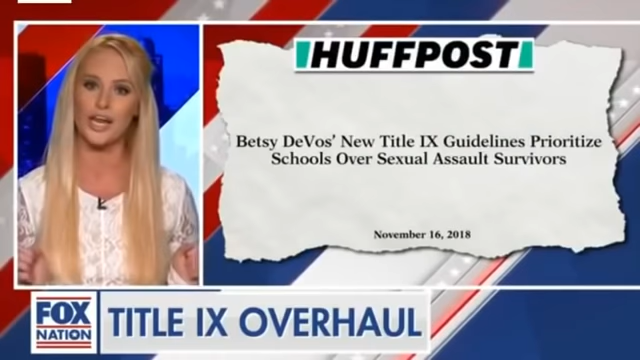 HUFFPOST
Betsy DeVos' New Title IX Guidelines Prioritize
Schools Over Sexual Assault Survivors
November 16, 2018
FOX
NATION
TITLE IX OVERHAUL